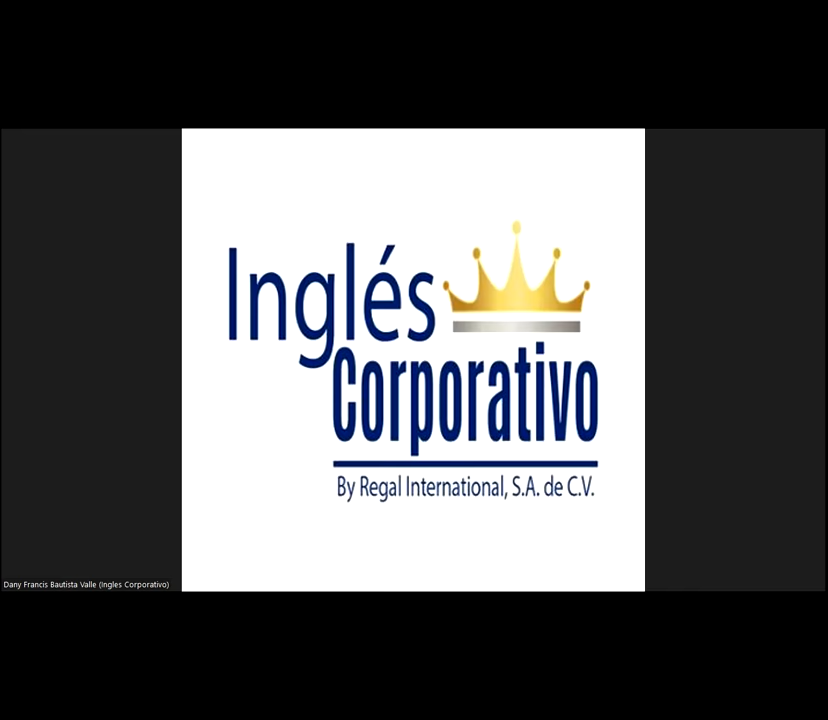 Inglés
Corporativo
By Regal International, S.A. de C.V.
Dany Francis Bautista Valle (Ingles Corporativo)